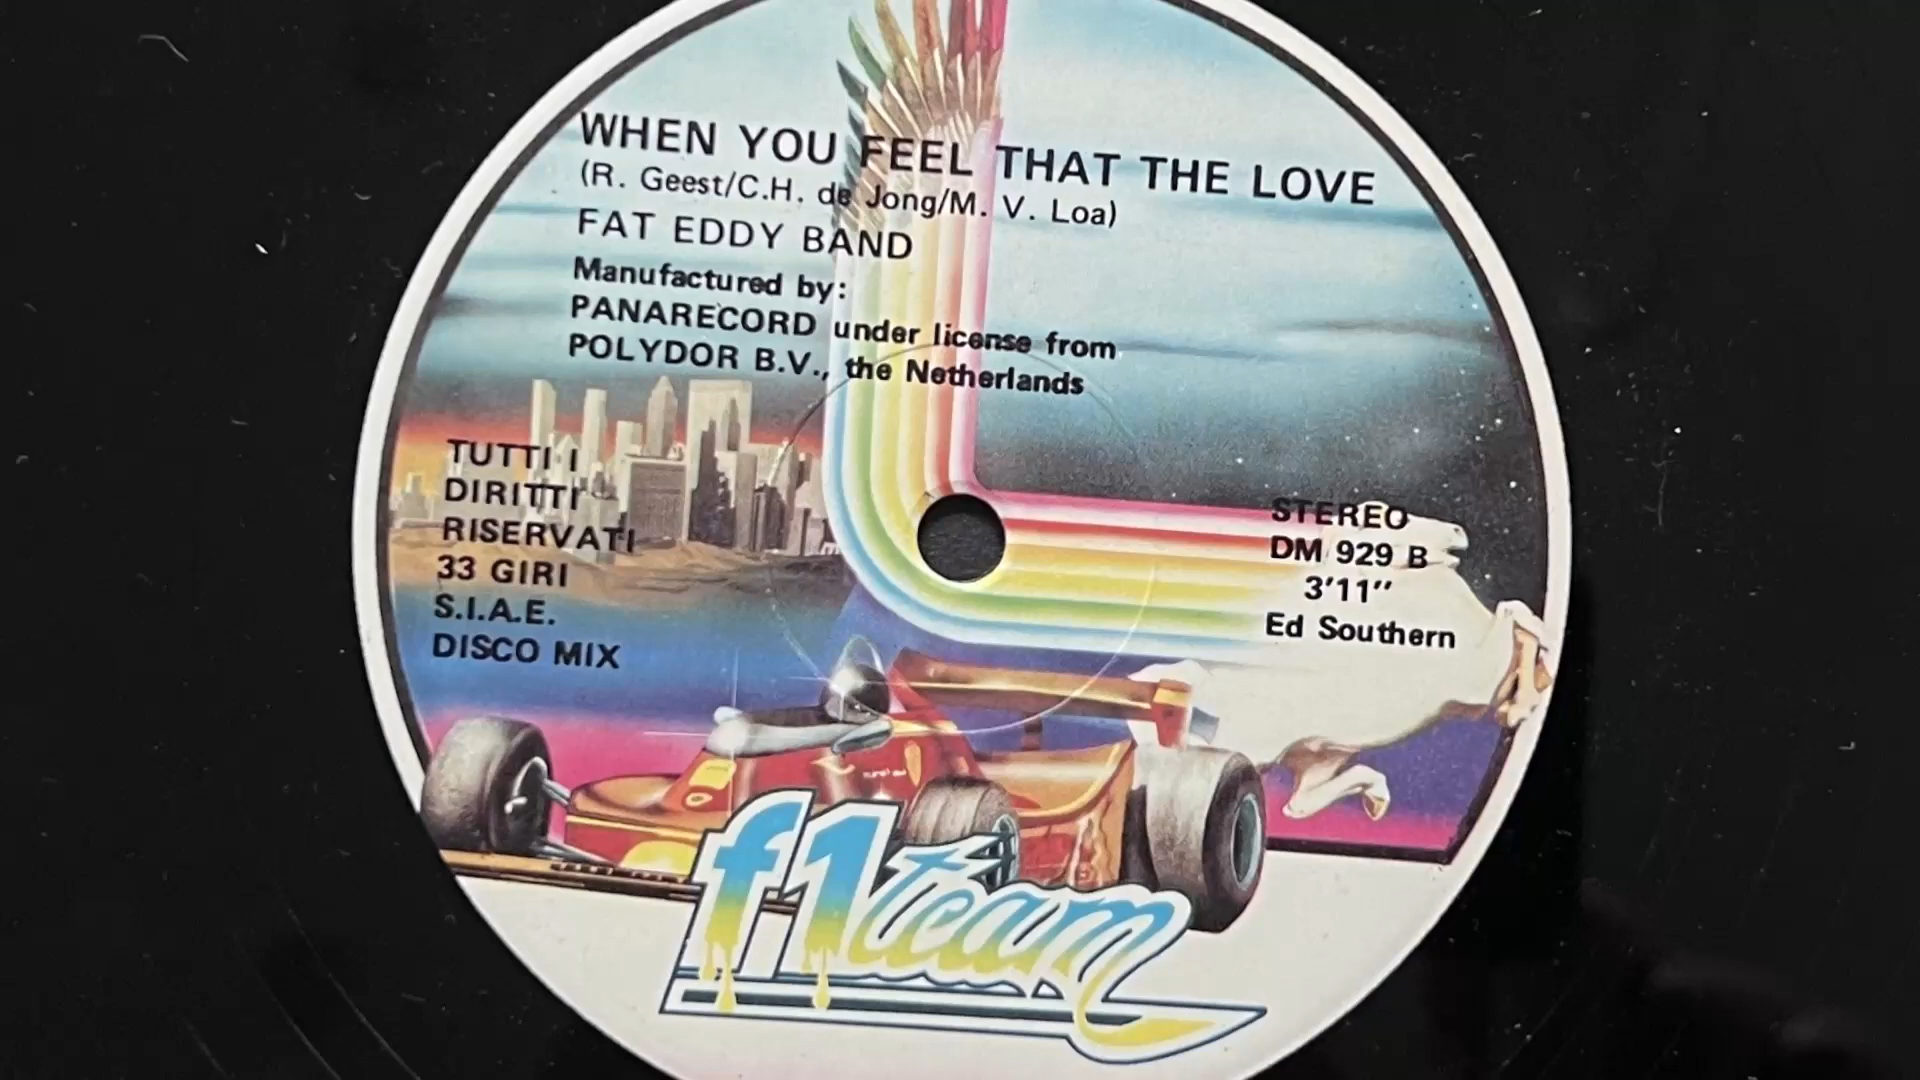 WHEN YOU FEEL THAT THE LOVE
(R. Geest/C.H. de Jong/M. V. Loa)
FAT EDDY BAND
Manufactured by:
PANARECORD under license from
POLYDOR B.V., the Netherlands
TUTTI I
DIRITTI
RISERVATI
33 GIRI
S.I.A.E.
DISCO MIX
STEREO
DM 929 B
3'11''
Ed Southern
f1team